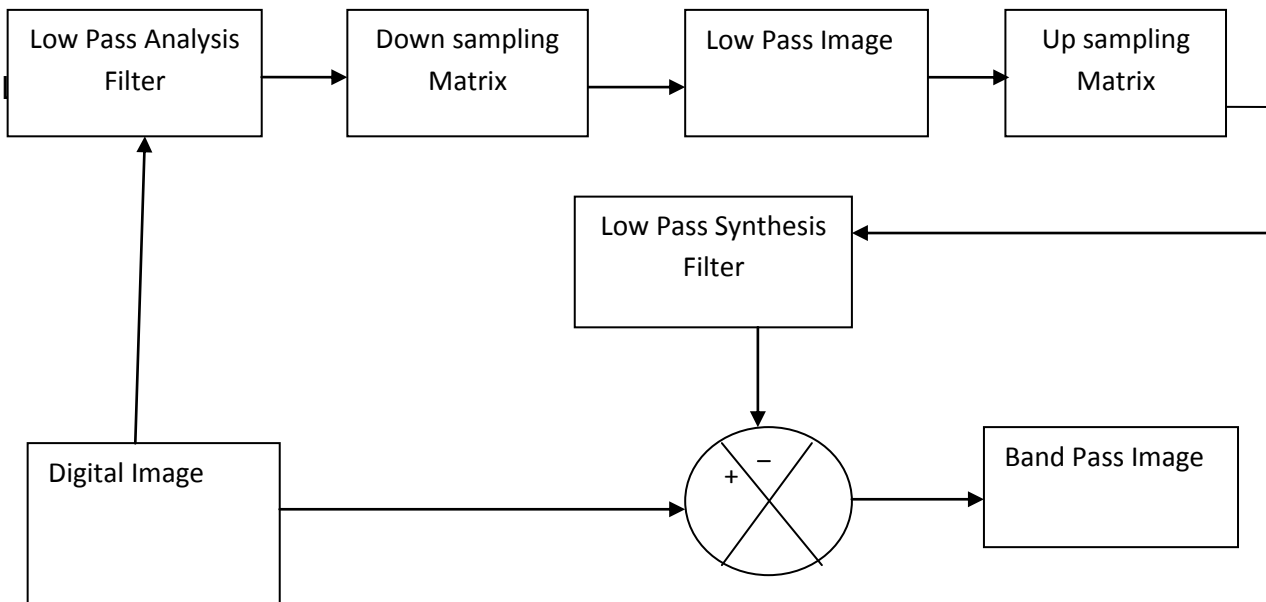 Low Pass Analysis
Filter
Down sampling
Matrix
Low Pass Image
Up sampling
Matrix
Low Pass Synthesis
Filter
Digital Image
+
–
Band Pass Image